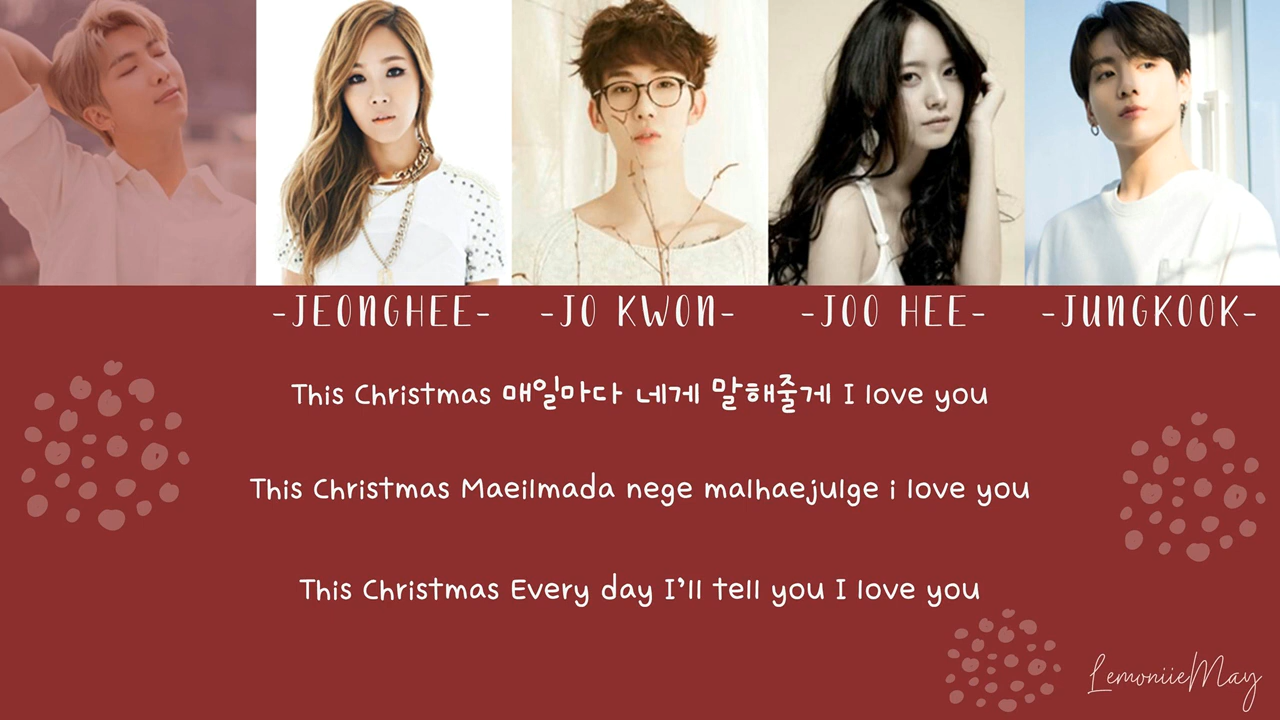 -JEONGHEE-
-JO KWON-
-JOO HEE-
-JUNGKOOK-
This Christmas 매일마다 네게 말해줄게 I love you
This Christmas Maeilmada nege malhaejulge i love you
This Christmas Every day I'll tell you I love you
LemoniieMay